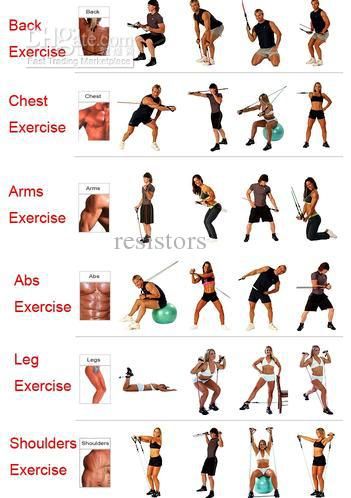 Back
Exercise
Back
DHgate.com
Fast Trading Marketplace
Chest
Exercise
Chest
Arms
Exercise
Arms
resistors
Abs
Exercise
Abs
Leg
Exercise
Legs
Shoulders
Exercise
Shoulders